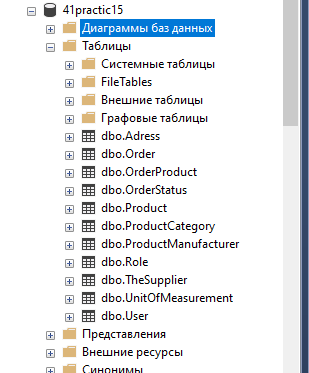 41practic15
Диаграммы баз данных
Таблицы
Системные таблицы
FileTables
Внешние таблицы
Графовые таблицы
dbo.Adress
dbo.Order
dbo.OrderProduct
dbo.OrderStatus
dbo.Product
dbo.ProductCategory
dbo.ProductManufacturer
dbo.Role
dbo.TheSupplier
dbo.UnitOfMeasurement
dbo.User
Представления
Внешние ресурсы
Синонимы